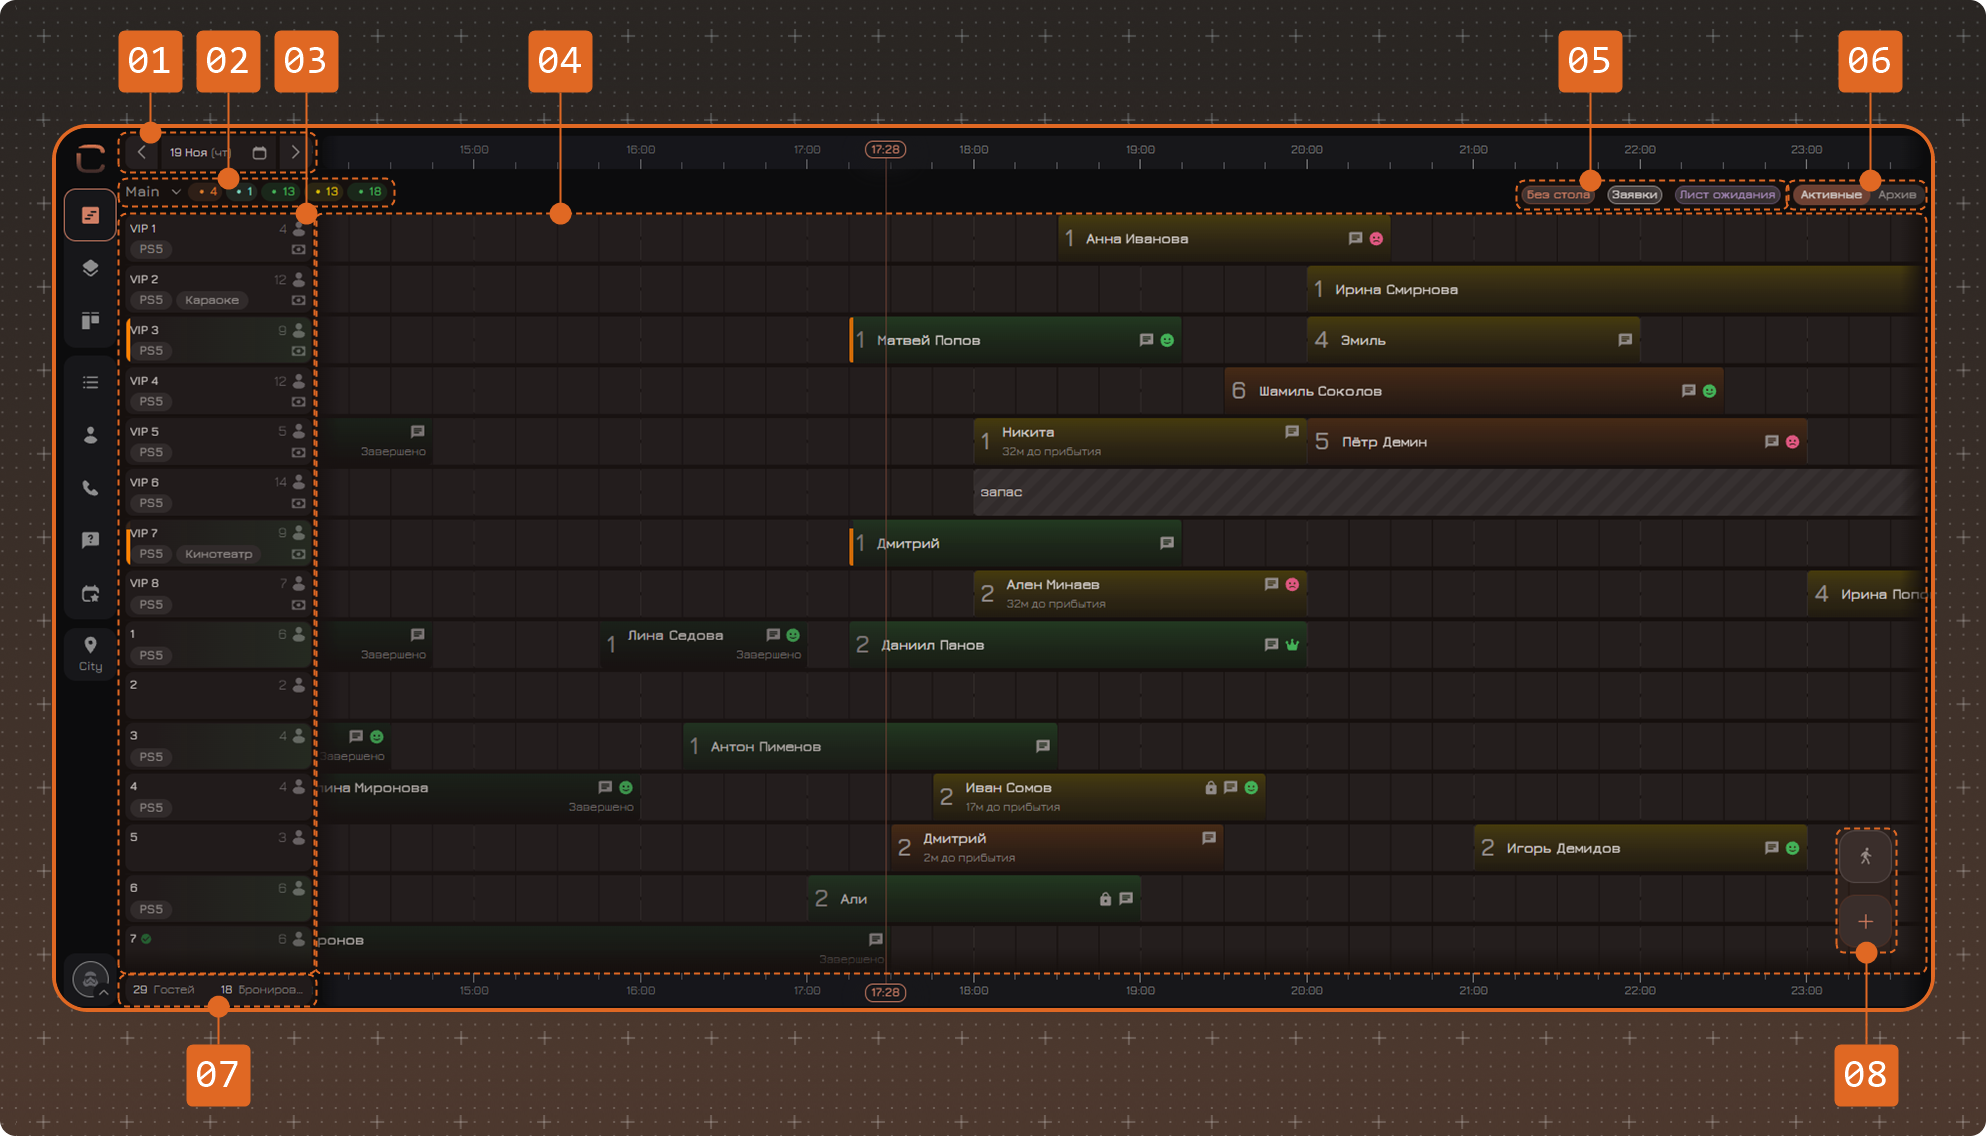 01 02 03 04 05 06
19 Ноя (чт)
15:00 16:00 17:00 17:28 18:00 19:00 20:00 21:00 22:00 23:00
Main • 4 • 1 • 13 • 13 • 18
Без стола Заявки Лист ожидания Активные Архив
VIP 1 4
PS5
1 Анна Иванова
VIP 2 12
PS5 Караоке
1 Ирина Смирнова
VIP 3 9
PS5
1 Матвей Попов
4 Эмиль
VIP 4 12
PS5
6 Шамиль Соколов
VIP 5 5
PS5
Завершено
1 Никита
32м до прибытия
5 Пётр Демин
VIP 6 14
PS5
запас
VIP 7 9
PS5 Кинотеатр
1 Дмитрий
VIP 8 7
PS5
2 Ален Минаев
32м до прибытия
4 Ирина Попо
1 6
PS5
Завершено
1 Лина Седова
Завершено
2 Даниил Панов
2 2
3 4
PS5
Завершено
1 Антон Пименов
4 4
PS5
ина Миронова
Завершено
2 Иван Сомов
17м до прибытия
5 3
2 Дмитрий
2м до прибытия
2 Игорь Демидов
6 6
PS5
2 Али
7 6
ронов
Завершено
City
29 Гостей 18 Брониров...
15:00 16:00 17:00 17:28 18:00 19:00 20:00 21:00 22:00 23:00
07 08